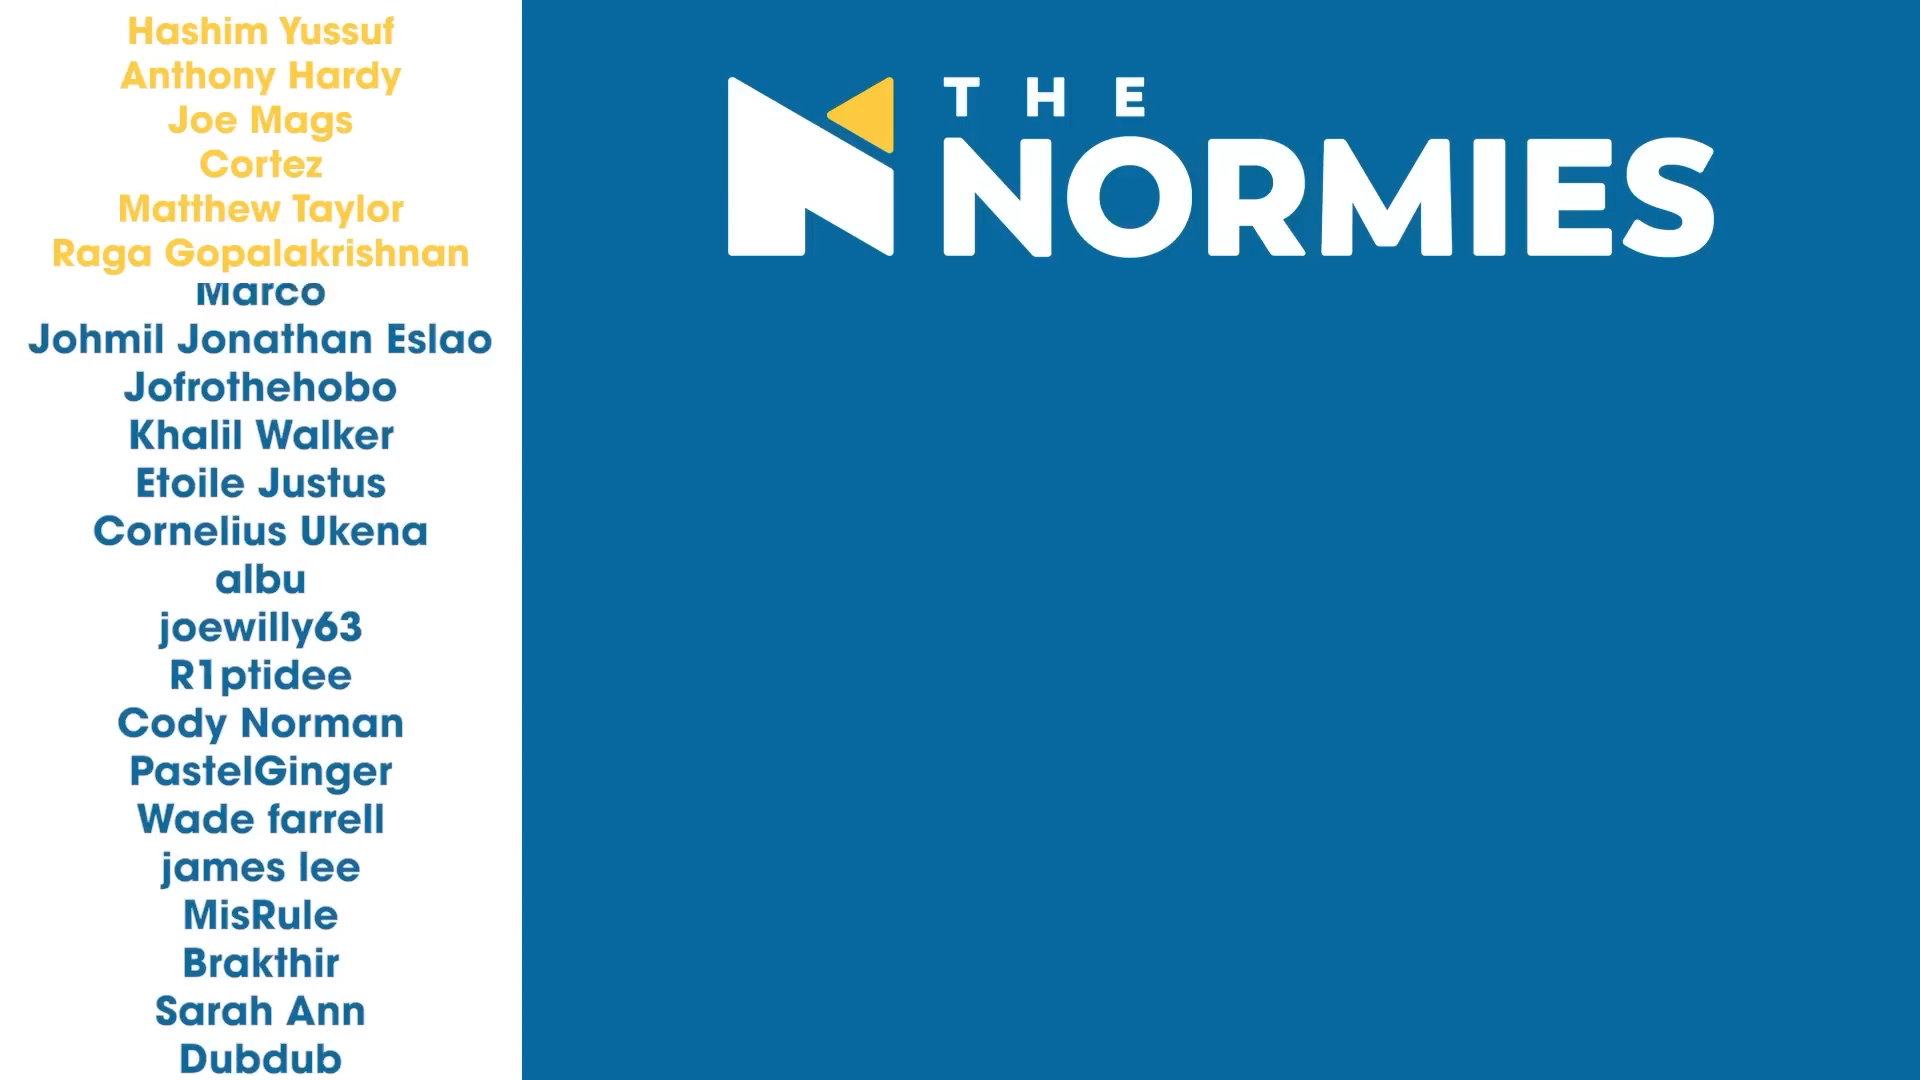 Hashim Yussuf
Anthony Hardy
Joe Mags
Cortez
Matthew Taylor
Raga Gopalakrishnan
Marco
Johmil Jonathan Eslao
Jofrothehobo
Khalil Walker
Etoile Justus
Cornelius Ukena
albu
joewilly63
R1ptidee
Cody Norman
PastelGinger
Wade farrell
james lee
MisRule
Brakthir
Sarah Ann
Dubdub
THE
NORMIES